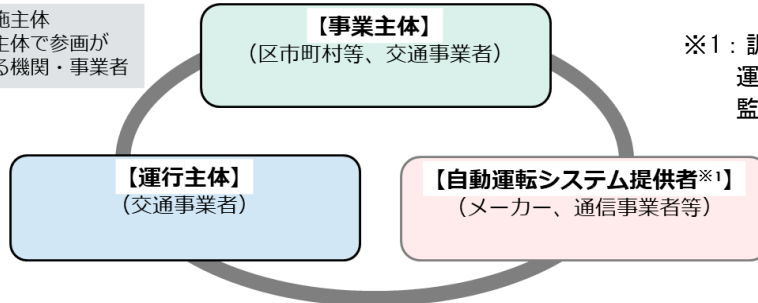 施主体
主体で参画が
る機関・事業者
【事業主体】
（区市町村等、交通事業者）
※1：
運
監
【運行主体】
（交通事業者）
【自動運転システム提供者※1】
（メーカー、通信事業者等）